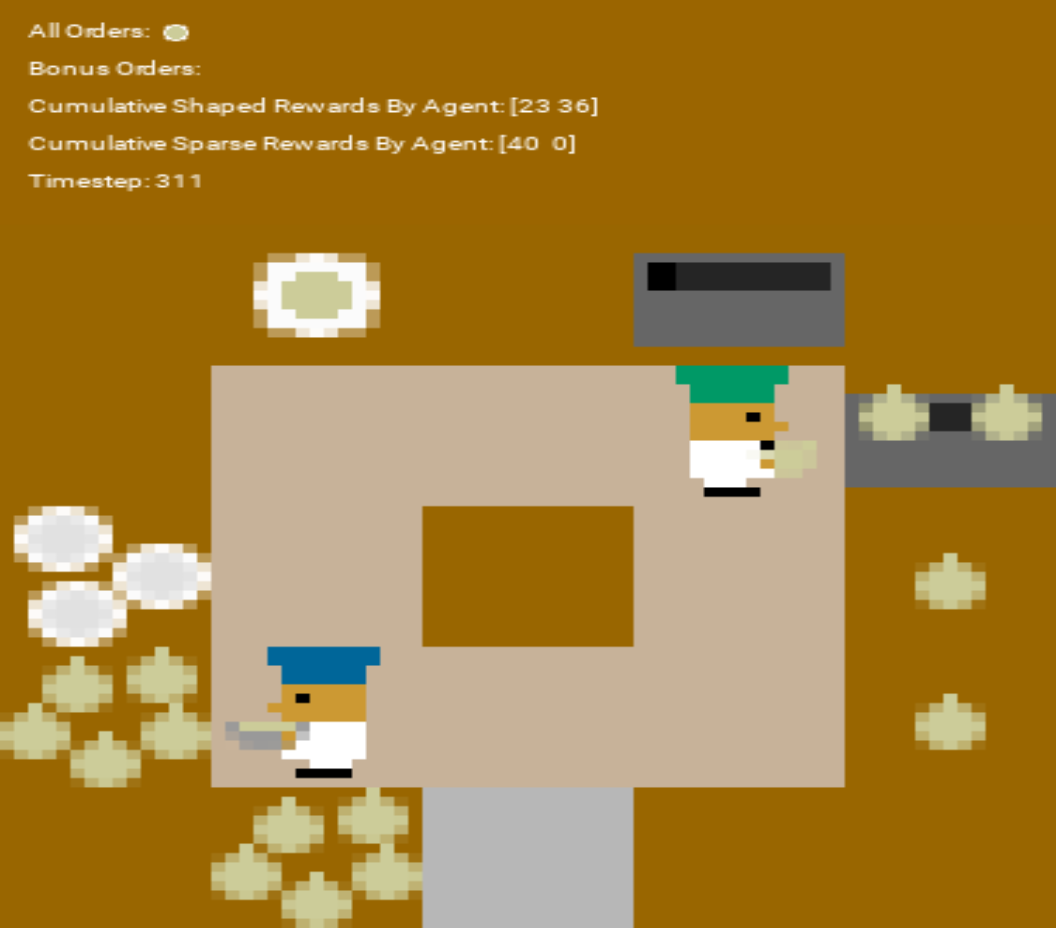 All Orders:
Bonus Orders:
Cumulative Shaped Rewards By Agent: [23 36]
Cumulative Sparse Rewards By Agent: [40  0]
Timestep: 311